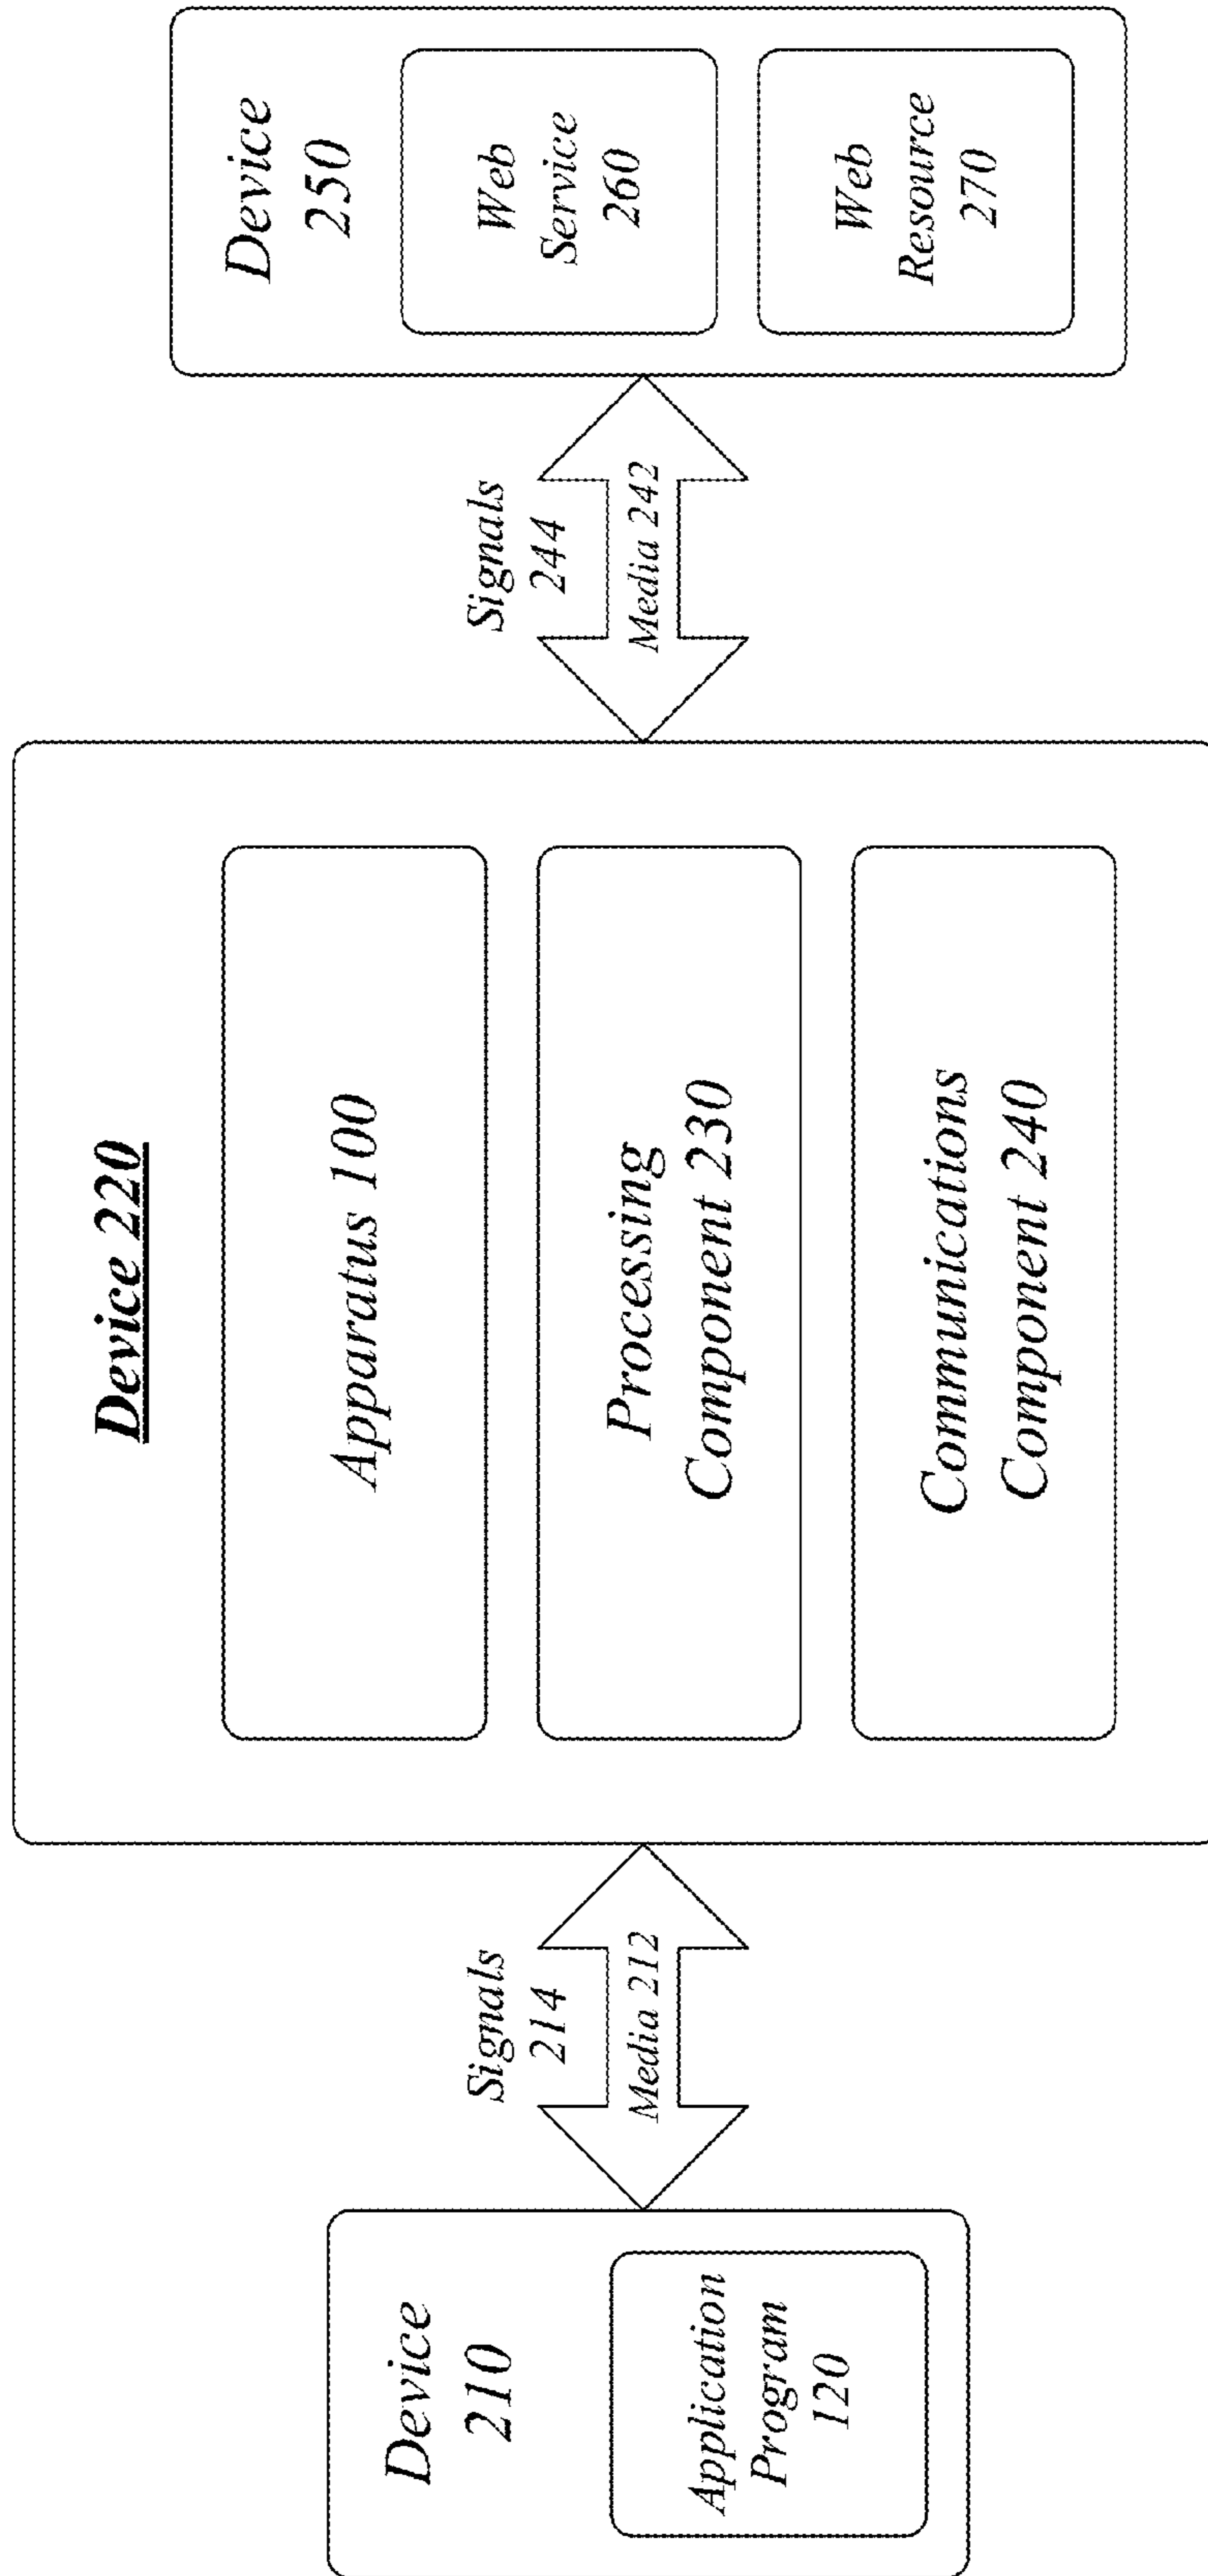 Device
210
Application
Program
120
Signals
214
Media 212
Device 220
Apparatus 100
Processing
Component 230
Communications
Component 240
Signals
244
Media 242
Device
250
Web
Service
260
Web
Resource
270